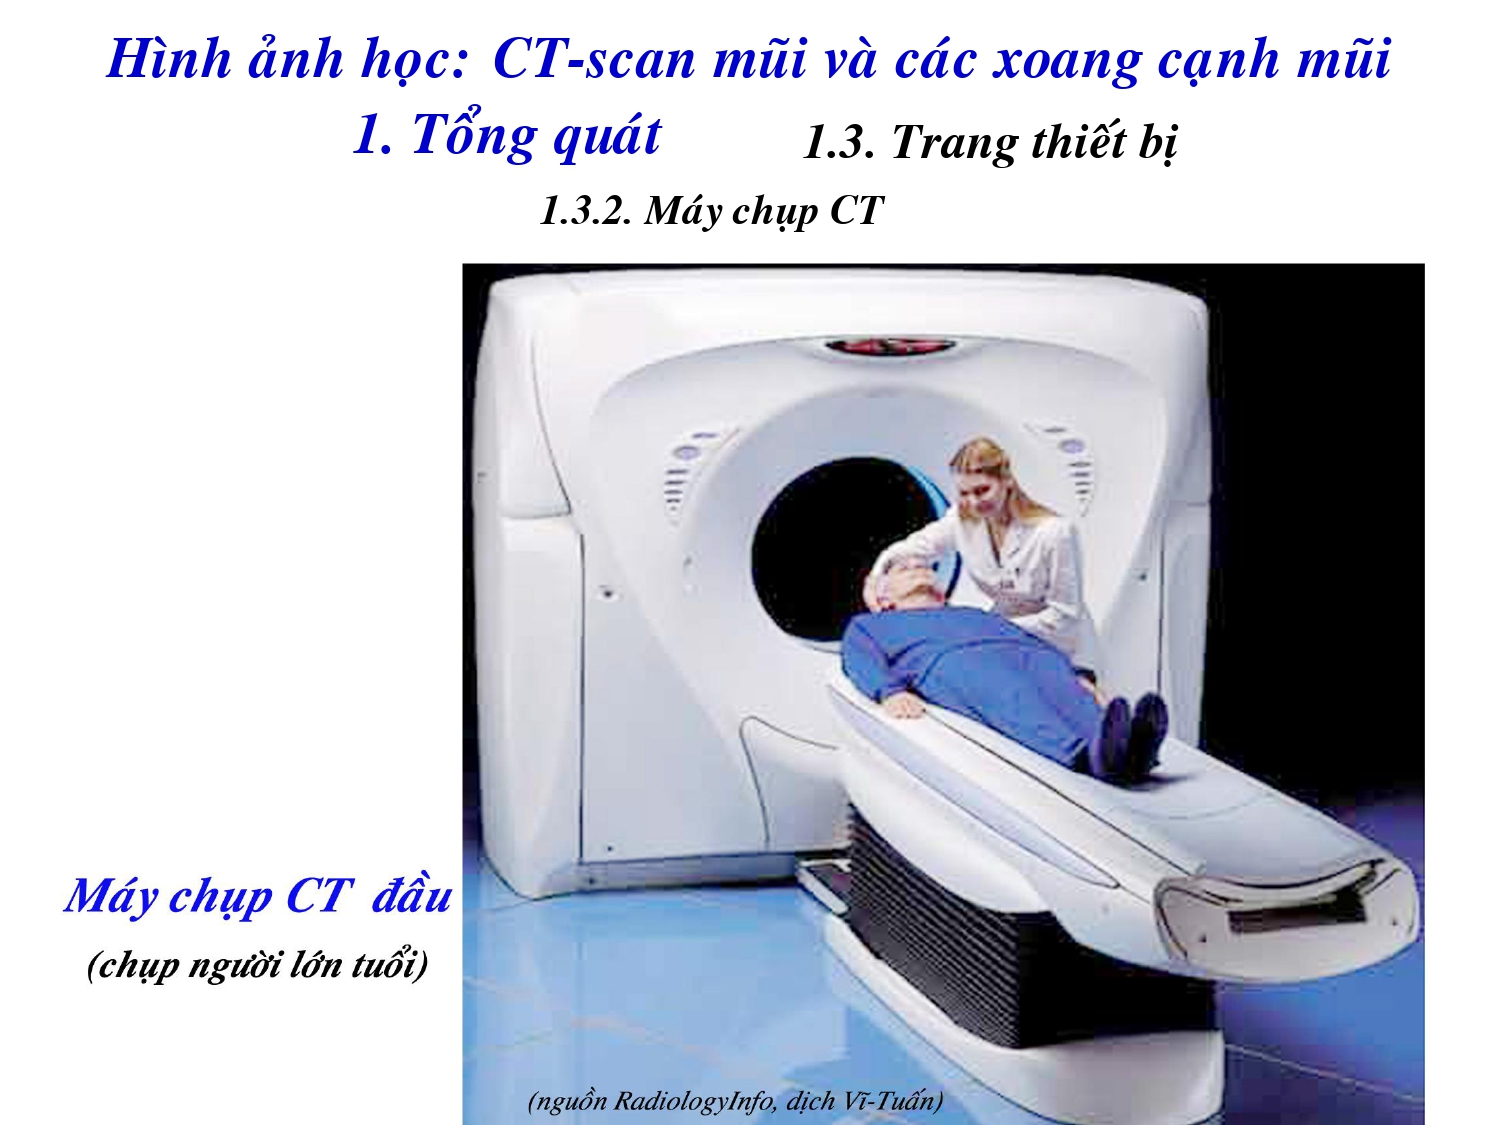 Hình ảnh học: CT-scan mũi và các xoang cạnh mũi
1. Tổng quát 1.3. Trang thiết bị
1.3.2. Máy chụp CT
Máy chụp CT đầu
(chụp người lớn tuổi)
(nguồn RadiologyInfo, dịch Vĩ-Tuấn)